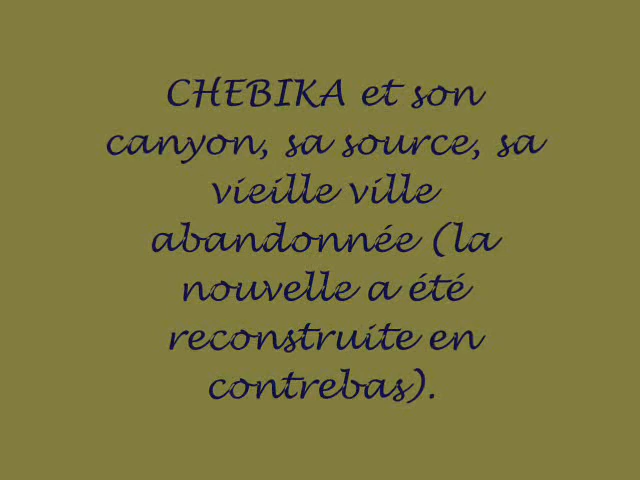 CHEBIKA et son
canyon, sa source, sa
vieille ville
abandonnée (la
nouvelle a été
reconstruite en
contrebas).